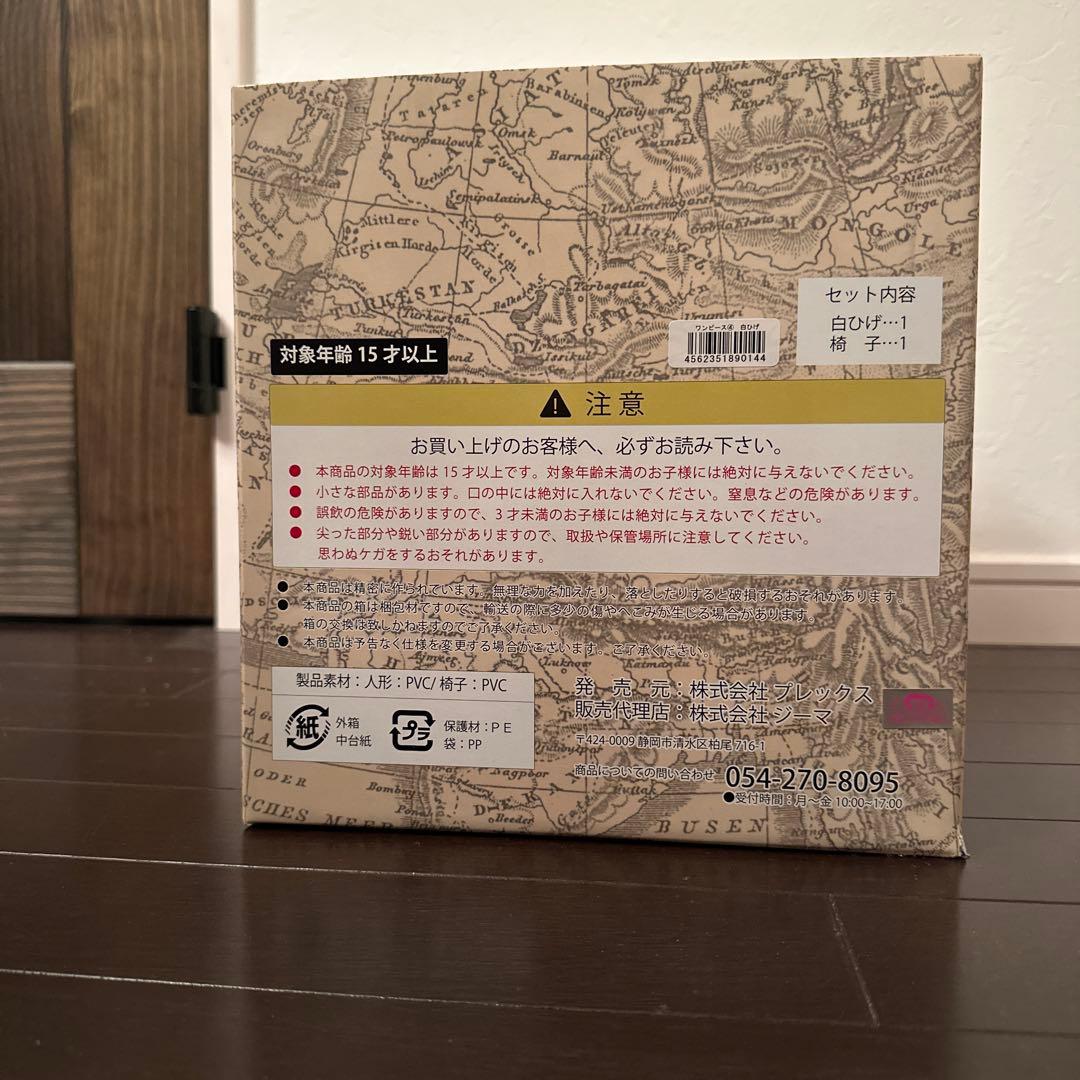 Tataren
Barabinsen
Tomsk
Krasnojarsk
Kansk
Omsk
Petropaulowsk
Barnaul
Orenburg
Ischim
Semipalatinsk
Mittlere
Kirgisen Horde
Grosse
Urga
MONGOLE
TURKESTAN
Turkestan
Tarbagatai
Issikul
セット内容
白ひげ…1
椅 子…1
ワンピース④ 白ひげ
4562351890144
対象年齢 15 才以上
注意
お買い上げのお客様へ、必ずお読み下さい。
● 本商品の対象年齢は 15 才以上です。対象年齢未満のお子様には絶対に与えないでください。
● 小さな部品があります。口の中には絶対に入れないでください。窒息などの危険があります。
● 誤飲の危険がありますので、3 才未満のお子様には絶対に与えないでください。
● 尖った部分や鋭い部分がありますので、取扱や保管場所に注意してください。
思わぬケガをするおそれがあります。
● 本商品は精密に作られています。無理な力を加えたり、落としたりすると破損するおそれがあります。
● 本商品の箱は梱包材ですので、輸送の際に多少の傷やへこみが生じる場合があります。
箱の交換は致しかねますのでご了承ください。
● 本商品は予告なく仕様を変更する場合がございます。ご了承ください。
Lucknow
Katmandu
製品素材：人形：PVC/ 椅子：PVC
紙
外箱
中台紙
プラ
保護材：ＰＥ
袋：PP
発 売 元：株式会社 プレックス
販売代理店：株式会社 ジーマ
〒424-0009 静岡市清水区柏尾 716-1
商品についての問い合わせ 054-270-8095
●受付時間：月～金 10:00~17:00
ODER
Bombay
Nagpoor
Beeder
BUSEN